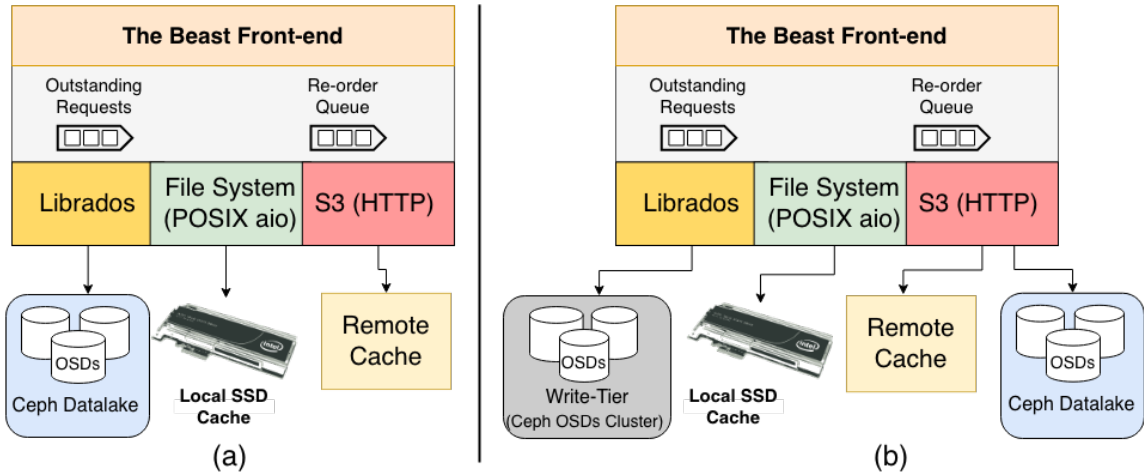 The Beast Front-end
Outstanding
Requests
Re-order
Queue
Librados
File System
(POSIX aio)
S3 (HTTP)
OSDs
Ceph Datalake
intel
Local SSD
Cache
Remote
Cache
(a)
The Beast Front-end
Outstanding
Requests
Re-order
Queue
Librados
File System
(POSIX aio)
S3 (HTTP)
OSDs
Write-Tier
(Ceph OSDs Cluster)
intel
Local SSD
Cache
Remote
Cache
OSDs
Ceph Datalake
(b)